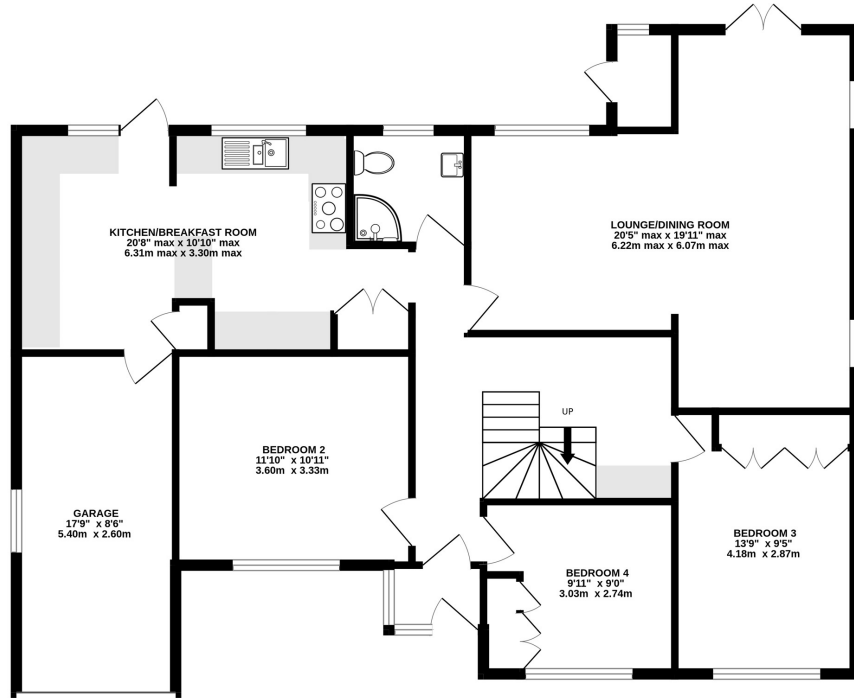 KITCHEN/BREAKFAST ROOM
20'8" max x 10'10" max
6.31m max x 3.30m max
LOUNGE/DINING ROOM
20'5" max x 19'11" max
6.22m max x 6.07m max
UP
BEDROOM 2
11'10" x 10'11"
3.60m x 3.33m
GARAGE
17'9" x 8'6"
5.40m x 2.60m
BEDROOM 3
13'9" x 9'5"
4.18m x 2.87m
BEDROOM 4
9'11" x 9'0"
3.03m x 2.74m